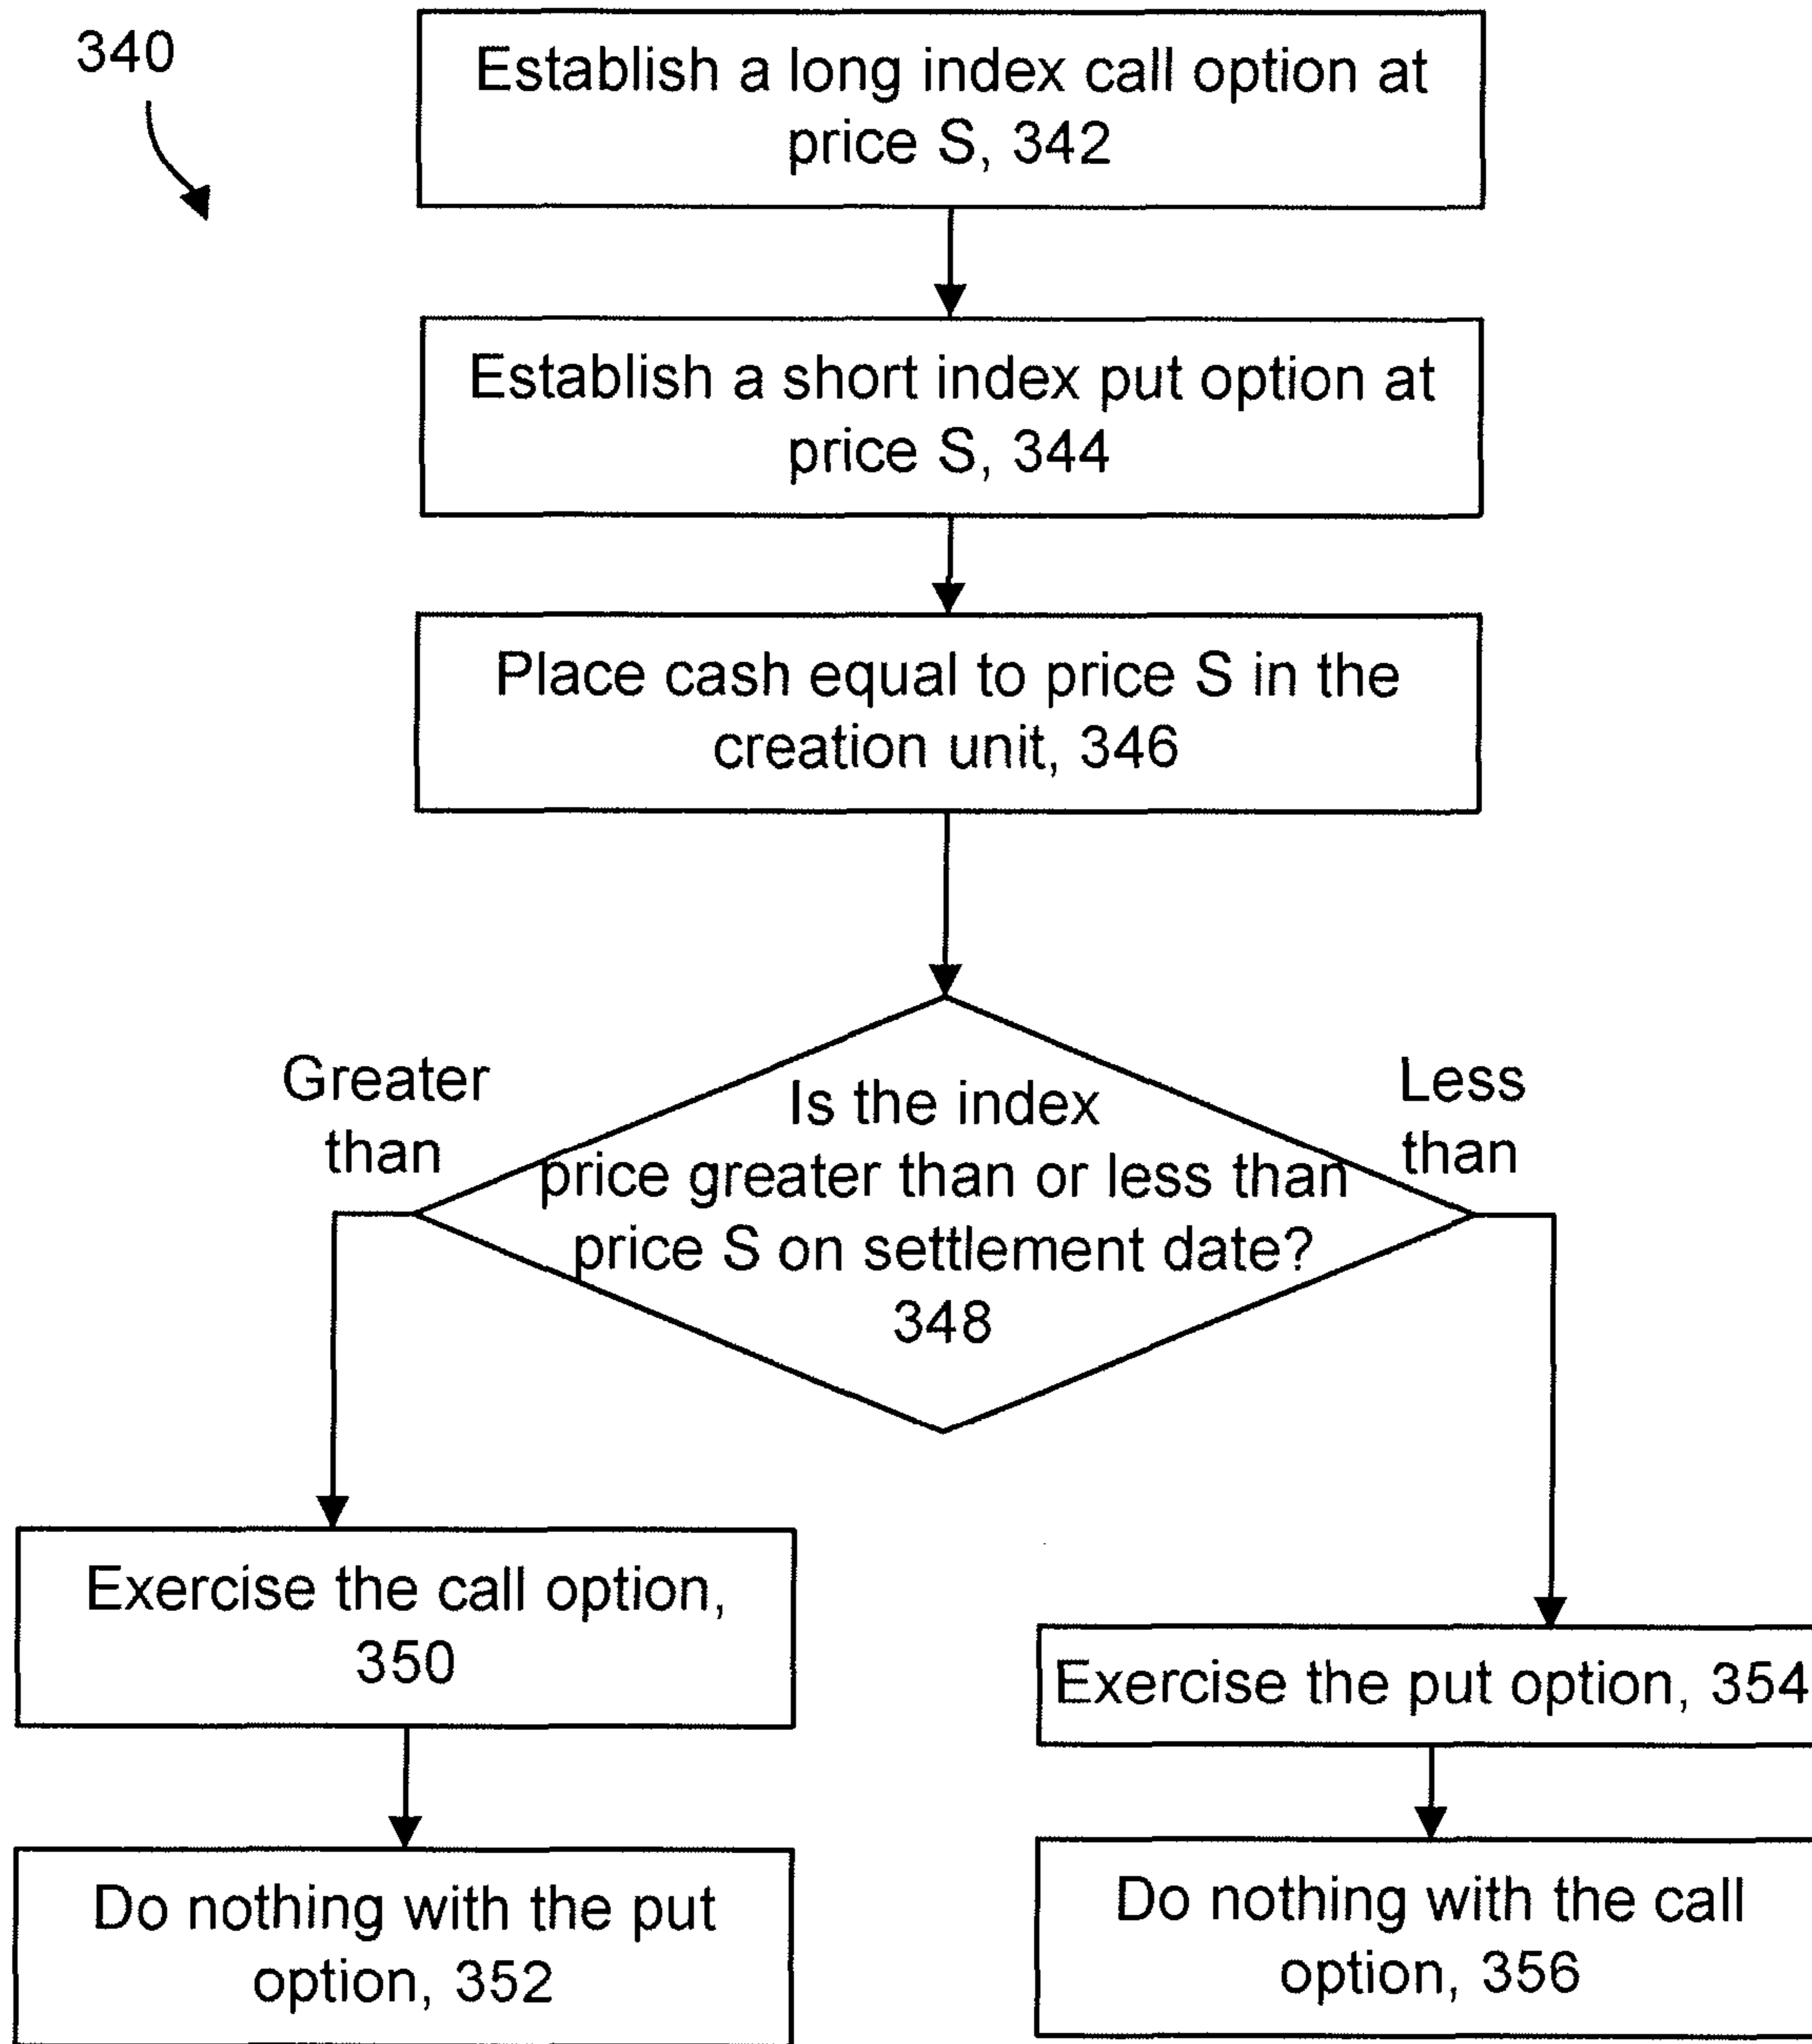 340
Establish a long index call option at
price S, 342
Establish a short index put option at
price S, 344
Place cash equal to price S in the
creation unit, 346
Greater
than
Less
than
Is the index
price greater than or less than
price S on settlement date?
348
Exercise the call option,
350
Exercise the put option, 354
Do nothing with the put
option, 352
Do nothing with the call
option, 356